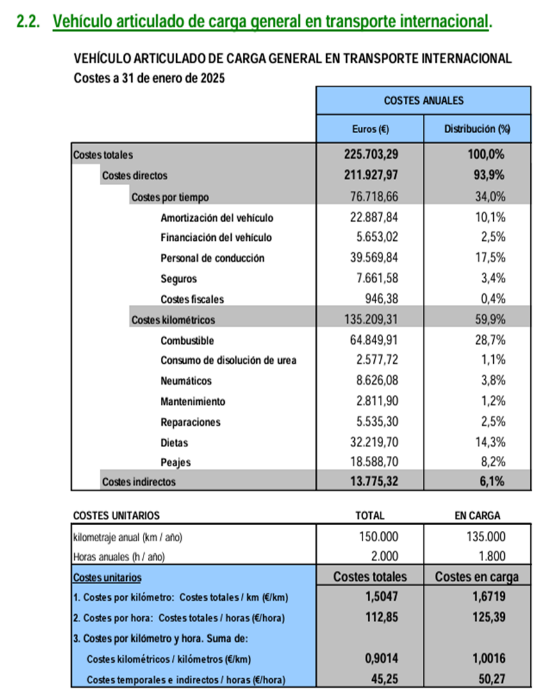 2.2. Vehículo articulado de carga general en transporte internacional.
VEHÍCULO ARTICULADO DE CARGA GENERAL EN TRANSPORTE INTERNACIONAL
Costes a 31 de enero de 2025
COSTES ANUALES
Euros (€) Distribución (%)
Costes totales 225.703,29 100,0%
Costes directos 211.927,97 93,9%
Costes por tiempo 76.718,66 34,0%
Amortización del vehículo 22.887,84 10,1%
Financiación del vehículo 5.653,02 2,5%
Personal de conducción 39.569,84 17,5%
Seguros 7.661,58 3,4%
Costes fiscales 946,38 0,4%
Costes kilométricos 135.209,31 59,9%
Combustible 64.849,91 28,7%
Consumo de disolución de urea 2.577,72 1,1%
Neumáticos 8.626,08 3,8%
Mantenimiento 2.811,90 1,2%
Reparaciones 5.535,30 2,5%
Dietas 32.219,70 14,3%
Peajes 18.588,70 8,2%
Costes indirectos 13.775,32 6,1%
COSTES UNITARIOS TOTAL EN CARGA
kilometraje anual (km / año) 150.000 135.000
Horas anuales (h / año) 2.000 1.800
Costes unitarios Costes totales Costes en carga
1. Costes por kilómetro: Costes totales / km (€/km) 1,5047 1,6719
2. Costes por hora: Costes totales / horas (€/hora) 112,85 125,39
3. Costes por kilómetro y hora. Suma de:
Costes kilométricos / kilómetros (€/km) 0,9014 1,0016
Costes temporales e indirectos / horas (€/hora) 45,25 50,27